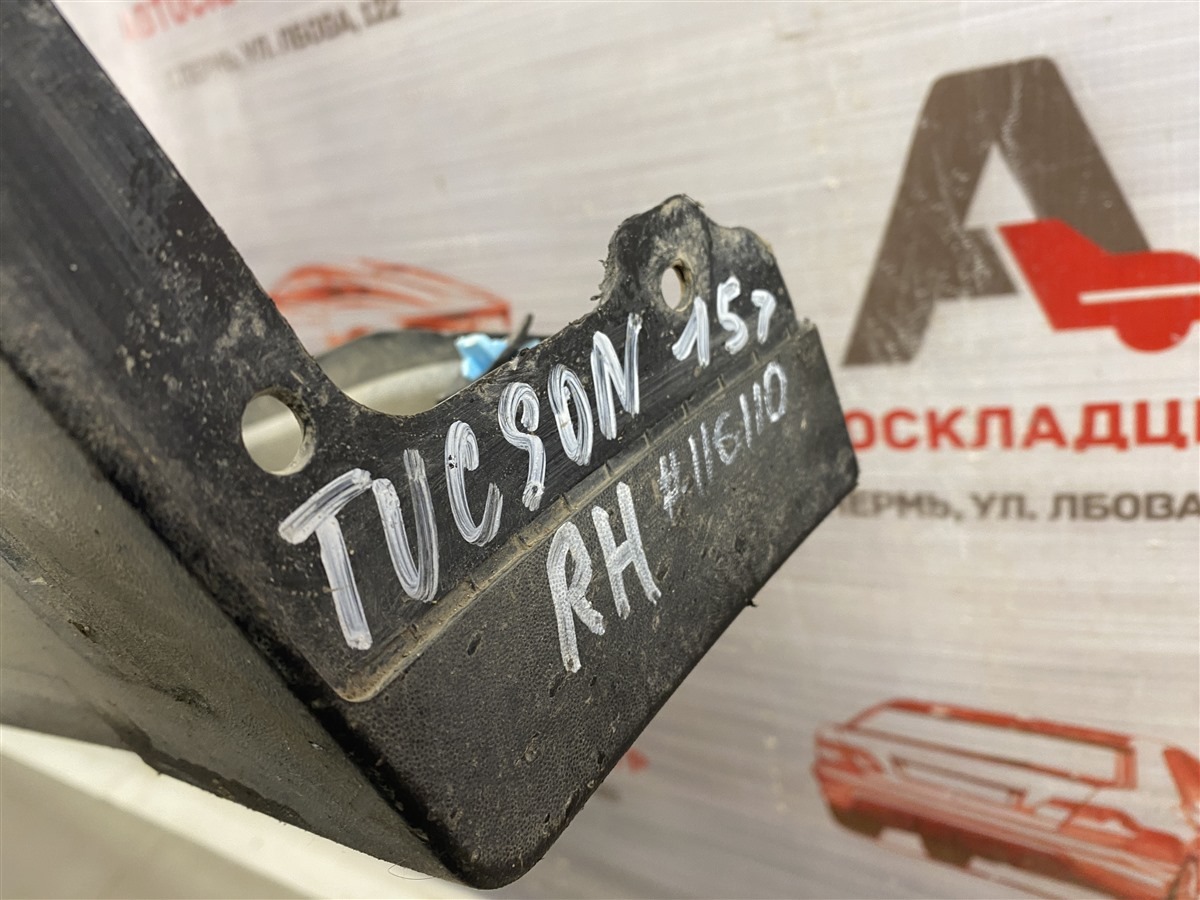 Г. ПЕРМЬ, УЛ. ЛБОВА, 122
TUCSON 15>
RH #116110
ОСКЛАДЦ
ПЕРМЬ, УЛ. ЛБОВА